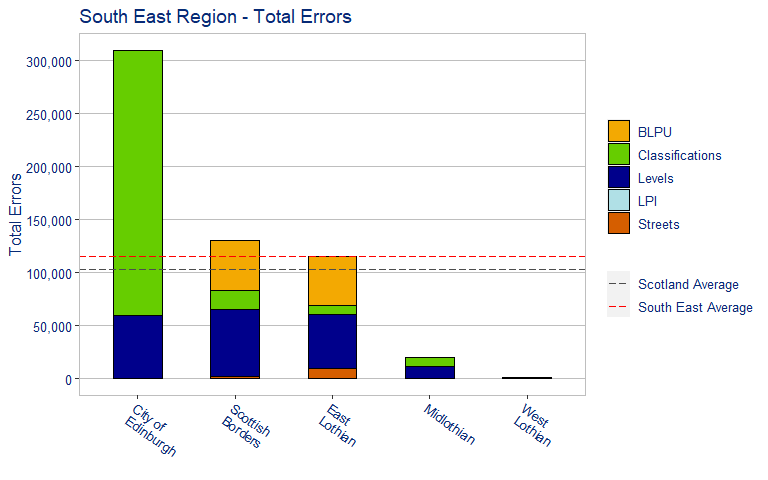 South East Region - Total Errors
Total Errors
300,000
250,000
200,000
150,000
100,000
50,000
0
City of
Edinburgh
Scottish
Borders
East
Lothian
Midlothian
West
Lothian
BLPU
Classifications
Levels
LPI
Streets
Scotland Average
South East Average